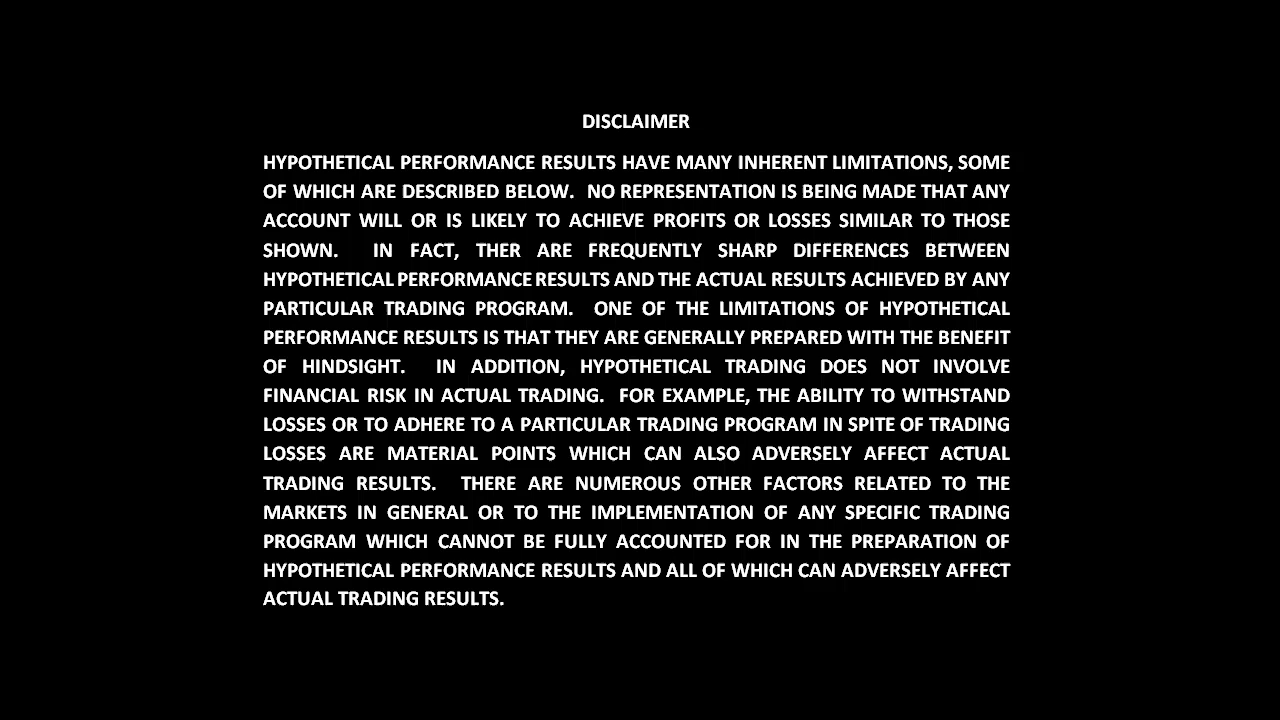 DISCLAIMER
HYPOTHETICAL PERFORMANCE RESULTS HAVE MANY INHERENT LIMITATIONS, SOME
OF WHICH ARE DESCRIBED BELOW.  NO REPRESENTATION IS BEING MADE THAT ANY
ACCOUNT WILL OR IS LIKELY TO ACHIEVE PROFITS OR LOSSES SIMILAR TO THOSE
SHOWN.  IN FACT, THER ARE FREQUENTLY SHARP DIFFERENCES BETWEEN
HYPOTHETICAL PERFORMANCE RESULTS AND THE ACTUAL RESULTS ACHIEVED BY ANY
PARTICULAR TRADING PROGRAM.  ONE OF THE LIMITATIONS OF HYPOTHETICAL
PERFORMANCE RESULTS IS THAT THEY ARE GENERALLY PREPARED WITH THE BENEFIT
OF HINDSIGHT.  IN ADDITION, HYPOTHETICAL TRADING DOES NOT INVOLVE
FINANCIAL RISK IN ACTUAL TRADING.  FOR EXAMPLE, THE ABILITY TO WITHSTAND
LOSSES OR TO ADHERE TO A PARTICULAR TRADING PROGRAM IN SPITE OF TRADING
LOSSES ARE MATERIAL POINTS WHICH CAN ALSO ADVERSELY AFFECT ACTUAL
TRADING RESULTS.  THERE ARE NUMEROUS OTHER FACTORS RELATED TO THE
MARKETS IN GENERAL OR TO THE IMPLEMENTATION OF ANY SPECIFIC TRADING
PROGRAM WHICH CANNOT BE FULLY ACCOUNTED FOR IN THE PREPARATION OF
HYPOTHETICAL PERFORMANCE RESULTS AND ALL OF WHICH CAN ADVERSELY AFFECT
ACTUAL TRADING RESULTS.